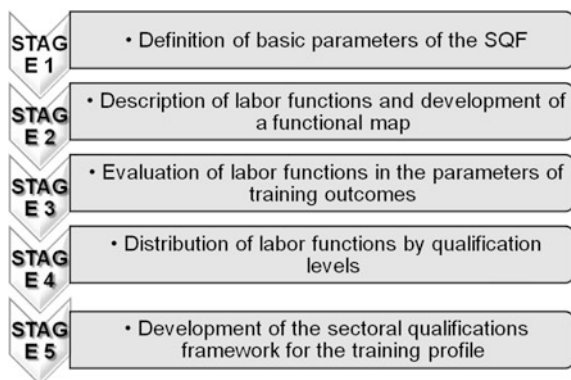 STAG
E 1
• Definition of basic parameters of the SQF
STAG
E 2
• Description of labor functions and development of
a functional map
STAG
E 3
• Evaluation of labor functions in the parameters of
training outcomes
STAG
E 4
• Distribution of labor functions by qualification
levels
STAG
E 5
• Development of the sectoral qualifications
framework for the training profile